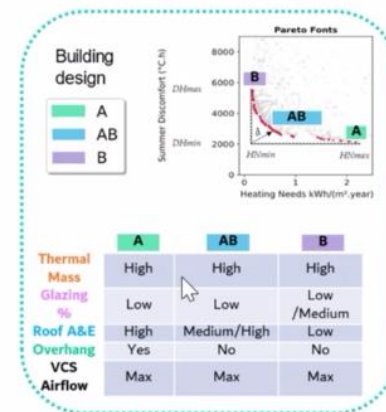 Building
design
A
AB
B
Pareto Fonts
Summer Discomfort (°C.h)
8000
6000
4000
2000
DHmax
DHmin
B
AB
A
δ
HNmin
HNmax
0
1
2
Heating Needs kWh/(m².year)
A AB B
Thermal Mass High High High
Glazing % Low Low Low /Medium
Roof A&E High Medium/High Low
Overhang Yes No No
VCS Airflow Max Max Max